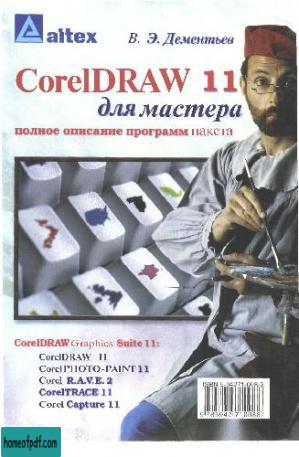 altex
В. Э. Дементьев
CorelDRAW 11
для мастера
полное описание программ пакета
CorelDRAW Graphics Suite 11:
CorelDRAW 11
Corel PHOTO-PAINT 11
Corel R.A.V.E. 2
CorelTRACE 11
Corel Capture 11
homeofpdf.com